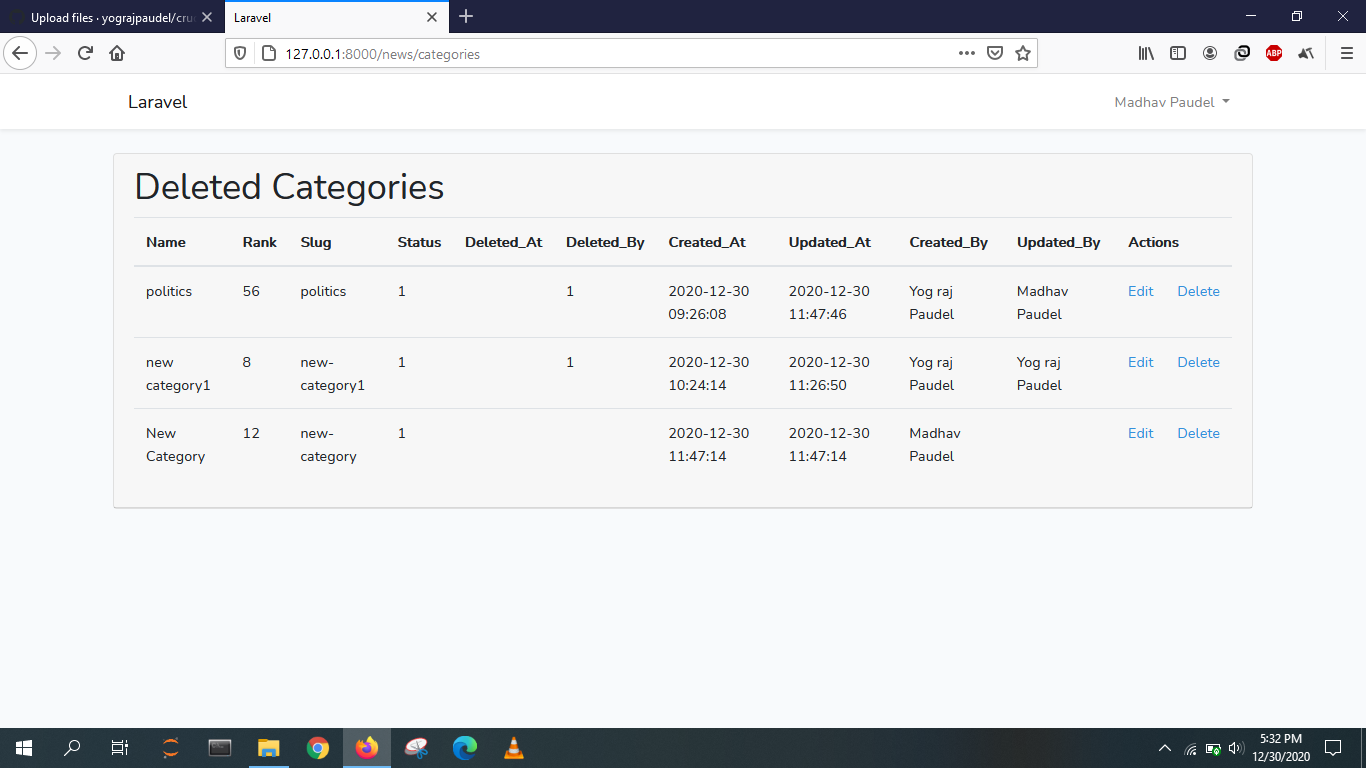 Upload files · yograjpaudel/cru
Laravel
127.0.0.1:8000/news/categories
ABP
Laravel
Madhav Paudel
Deleted Categories
Name Rank Slug Status Deleted_At Deleted_By Created_At Updated_At Created_By Updated_By Actions
politics 56 politics 1 1 2020-12-30 2020-12-30 Yog raj Madhav Edit Delete
09:26:08 11:47:46 Paudel Paudel
new 8 new- 1 1 2020-12-30 2020-12-30 Yog raj Yog raj Edit Delete
category1 category1 10:24:14 11:26:50 Paudel Paudel
New 12 new- 1 2020-12-30 2020-12-30 Madhav Edit Delete
Category category 11:47:14 11:47:14 Paudel
5:32 PM
12/30/2020